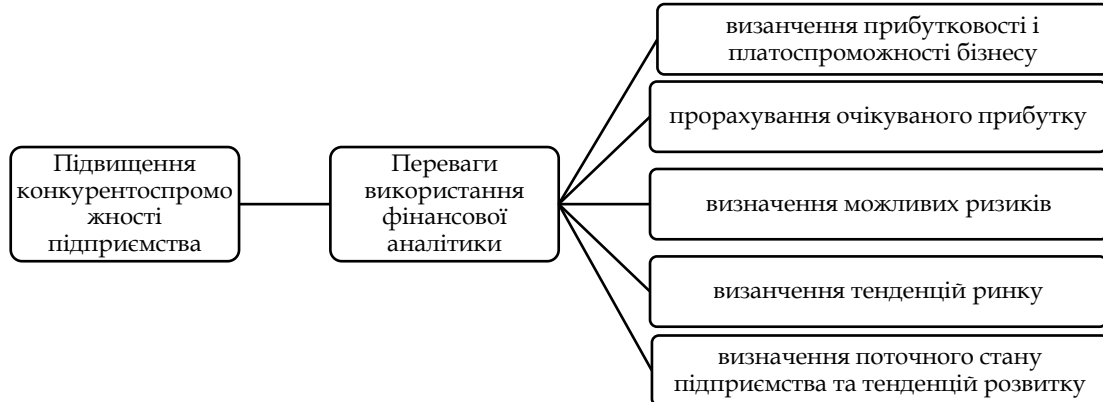 Підвищення
конкурентоспромо
жності
підприємства
Переваги
використання
фінансової
аналітики
визанчення прибутковості і
платоспроможності бізнесу
прорахування очікуваного прибутку
визначення можливих ризиків
визанчення тенденцій ринку
визначення поточного стану
підприємства та тенденцій розвитку